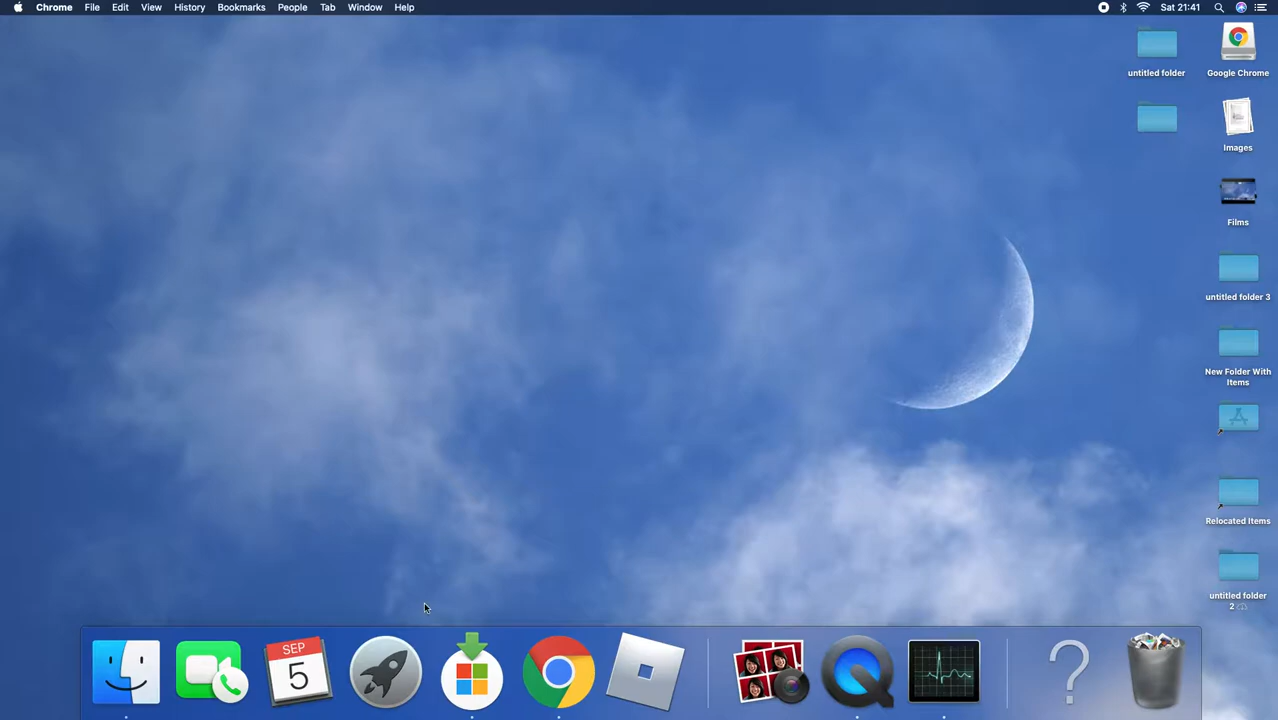 Chrome File Edit View History Bookmarks People Tab Window Help Sat 21:41
untitled folder
Google Chrome
Images
Films
untitled folder 3
New Folder With
Items
Relocated Items
untitled folder
2
SEP
5
?